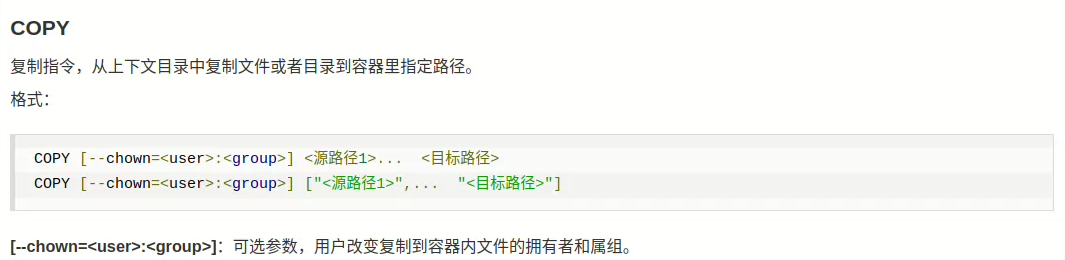 COPY
复制指令，从上下文目录中复制文件或者目录到容器里指定路径。
格式：
COPY [--chown=<user>:<group>] <源路径1>...  <目标路径>
COPY [--chown=<user>:<group>] ["<源路径1>",...  "<目标路径>"]
[--chown=<user>:<group>]：可选参数，用户改变复制到容器内文件的拥有者和属组。